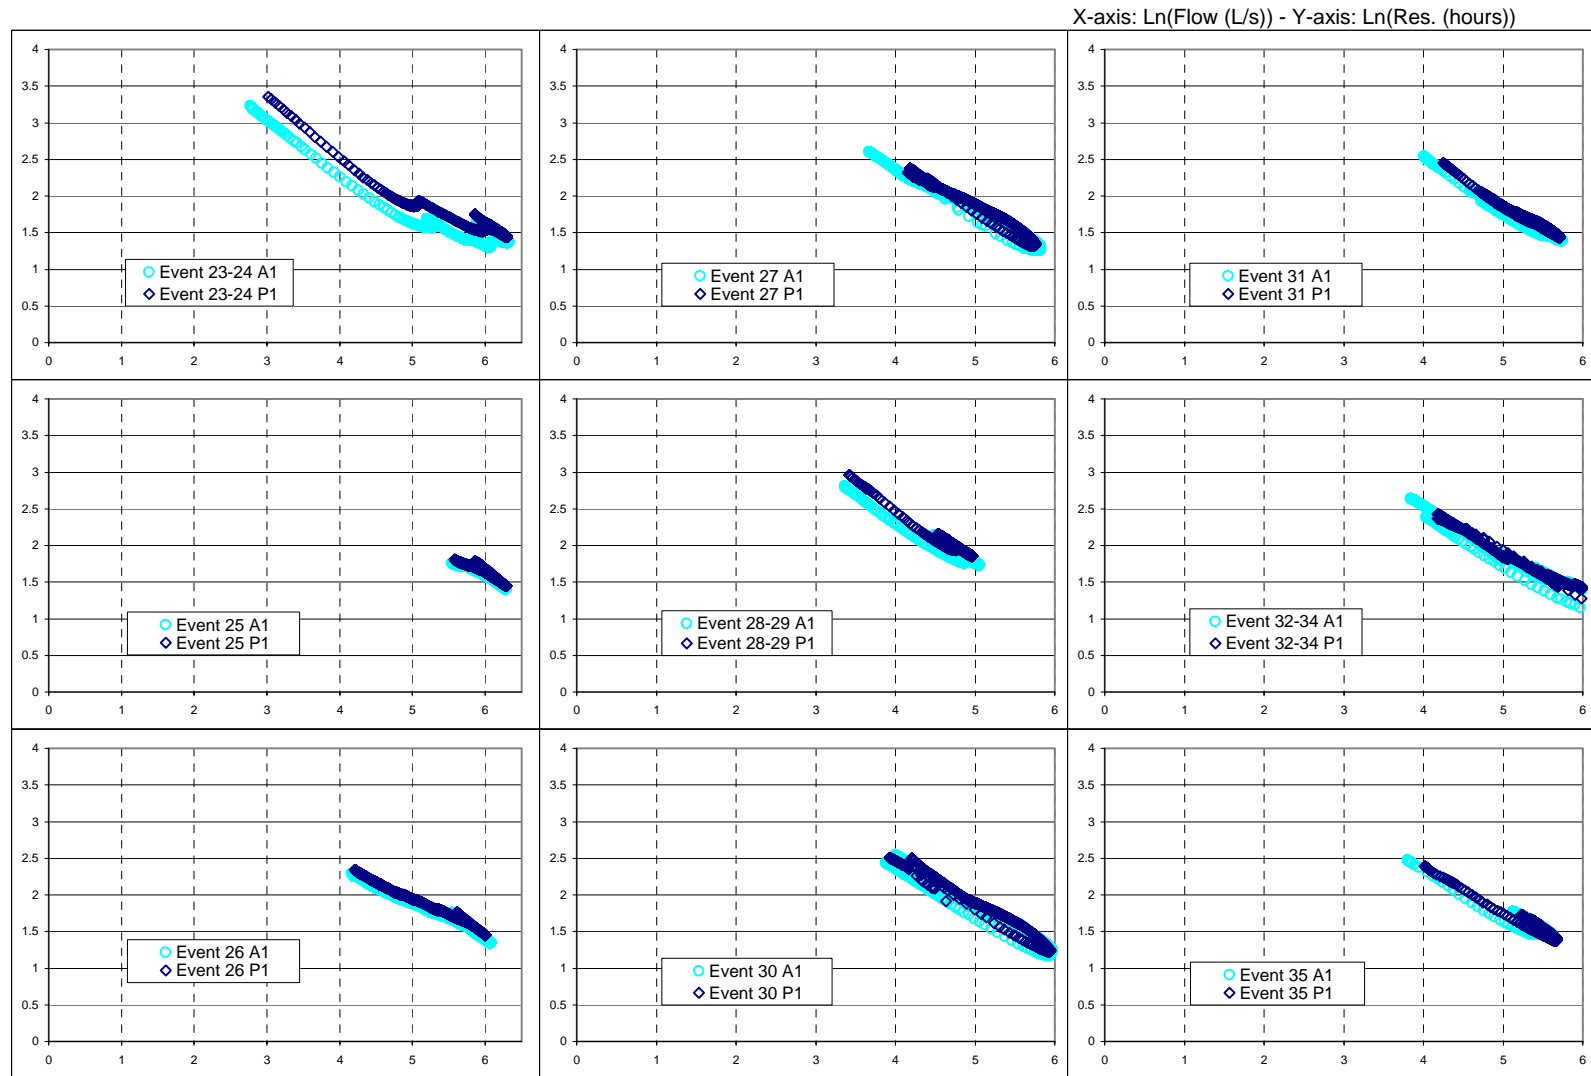 X-axis: Ln(Flow (L/s)) - Y-axis: Ln(Res. (hours))
4
3.5
3
2.5
2
1.5
1
0.5
0
0 1 2 3 4 5 6
Event 23-24 A1
Event 23-24 P1
4
3.5
3
2.5
2
1.5
1
0.5
0
0 1 2 3 4 5 6
Event 27 A1
Event 27 P1
4
3.5
3
2.5
2
1.5
1
0.5
0
0 1 2 3 4 5 6
Event 31 A1
Event 31 P1
4
3.5
3
2.5
2
1.5
1
0.5
0
0 1 2 3 4 5 6
Event 25 A1
Event 25 P1
4
3.5
3
2.5
2
1.5
1
0.5
0
0 1 2 3 4 5 6
Event 28-29 A1
Event 28-29 P1
4
3.5
3
2.5
2
1.5
1
0.5
0
0 1 2 3 4 5 6
Event 32-34 A1
Event 32-34 P1
4
3.5
3
2.5
2
1.5
1
0.5
0
0 1 2 3 4 5 6
Event 26 A1
Event 26 P1
4
3.5
3
2.5
2
1.5
1
0.5
0
0 1 2 3 4 5 6
Event 30 A1
Event 30 P1
4
3.5
3
2.5
2
1.5
1
0.5
0
0 1 2 3 4 5 6
Event 35 A1
Event 35 P1